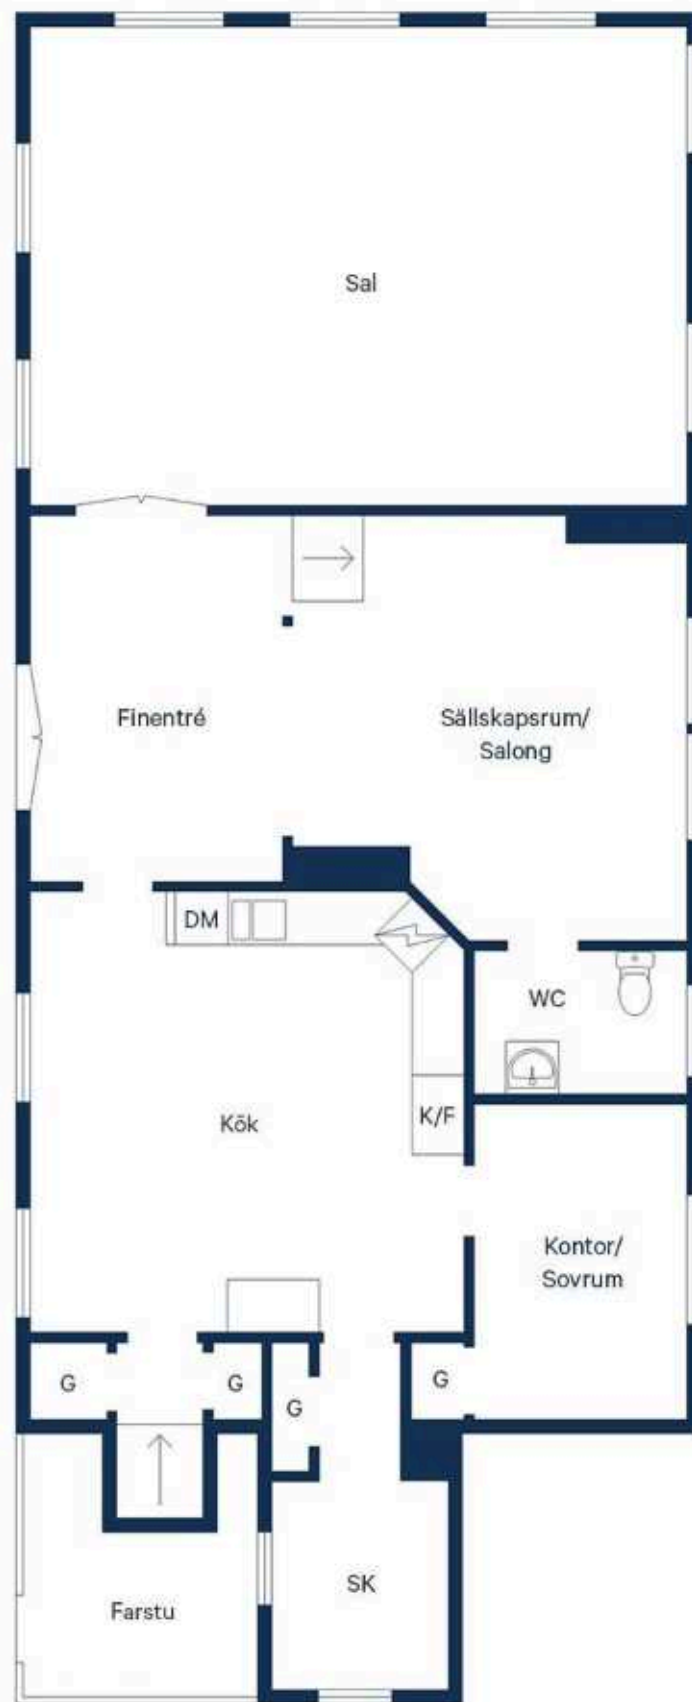 Sal
Finentré
Sällskapsrum/
Salong
DM
WC
K/F
Kök
Kontor/
Sovrum
G
G
G
G
SK
Farstu